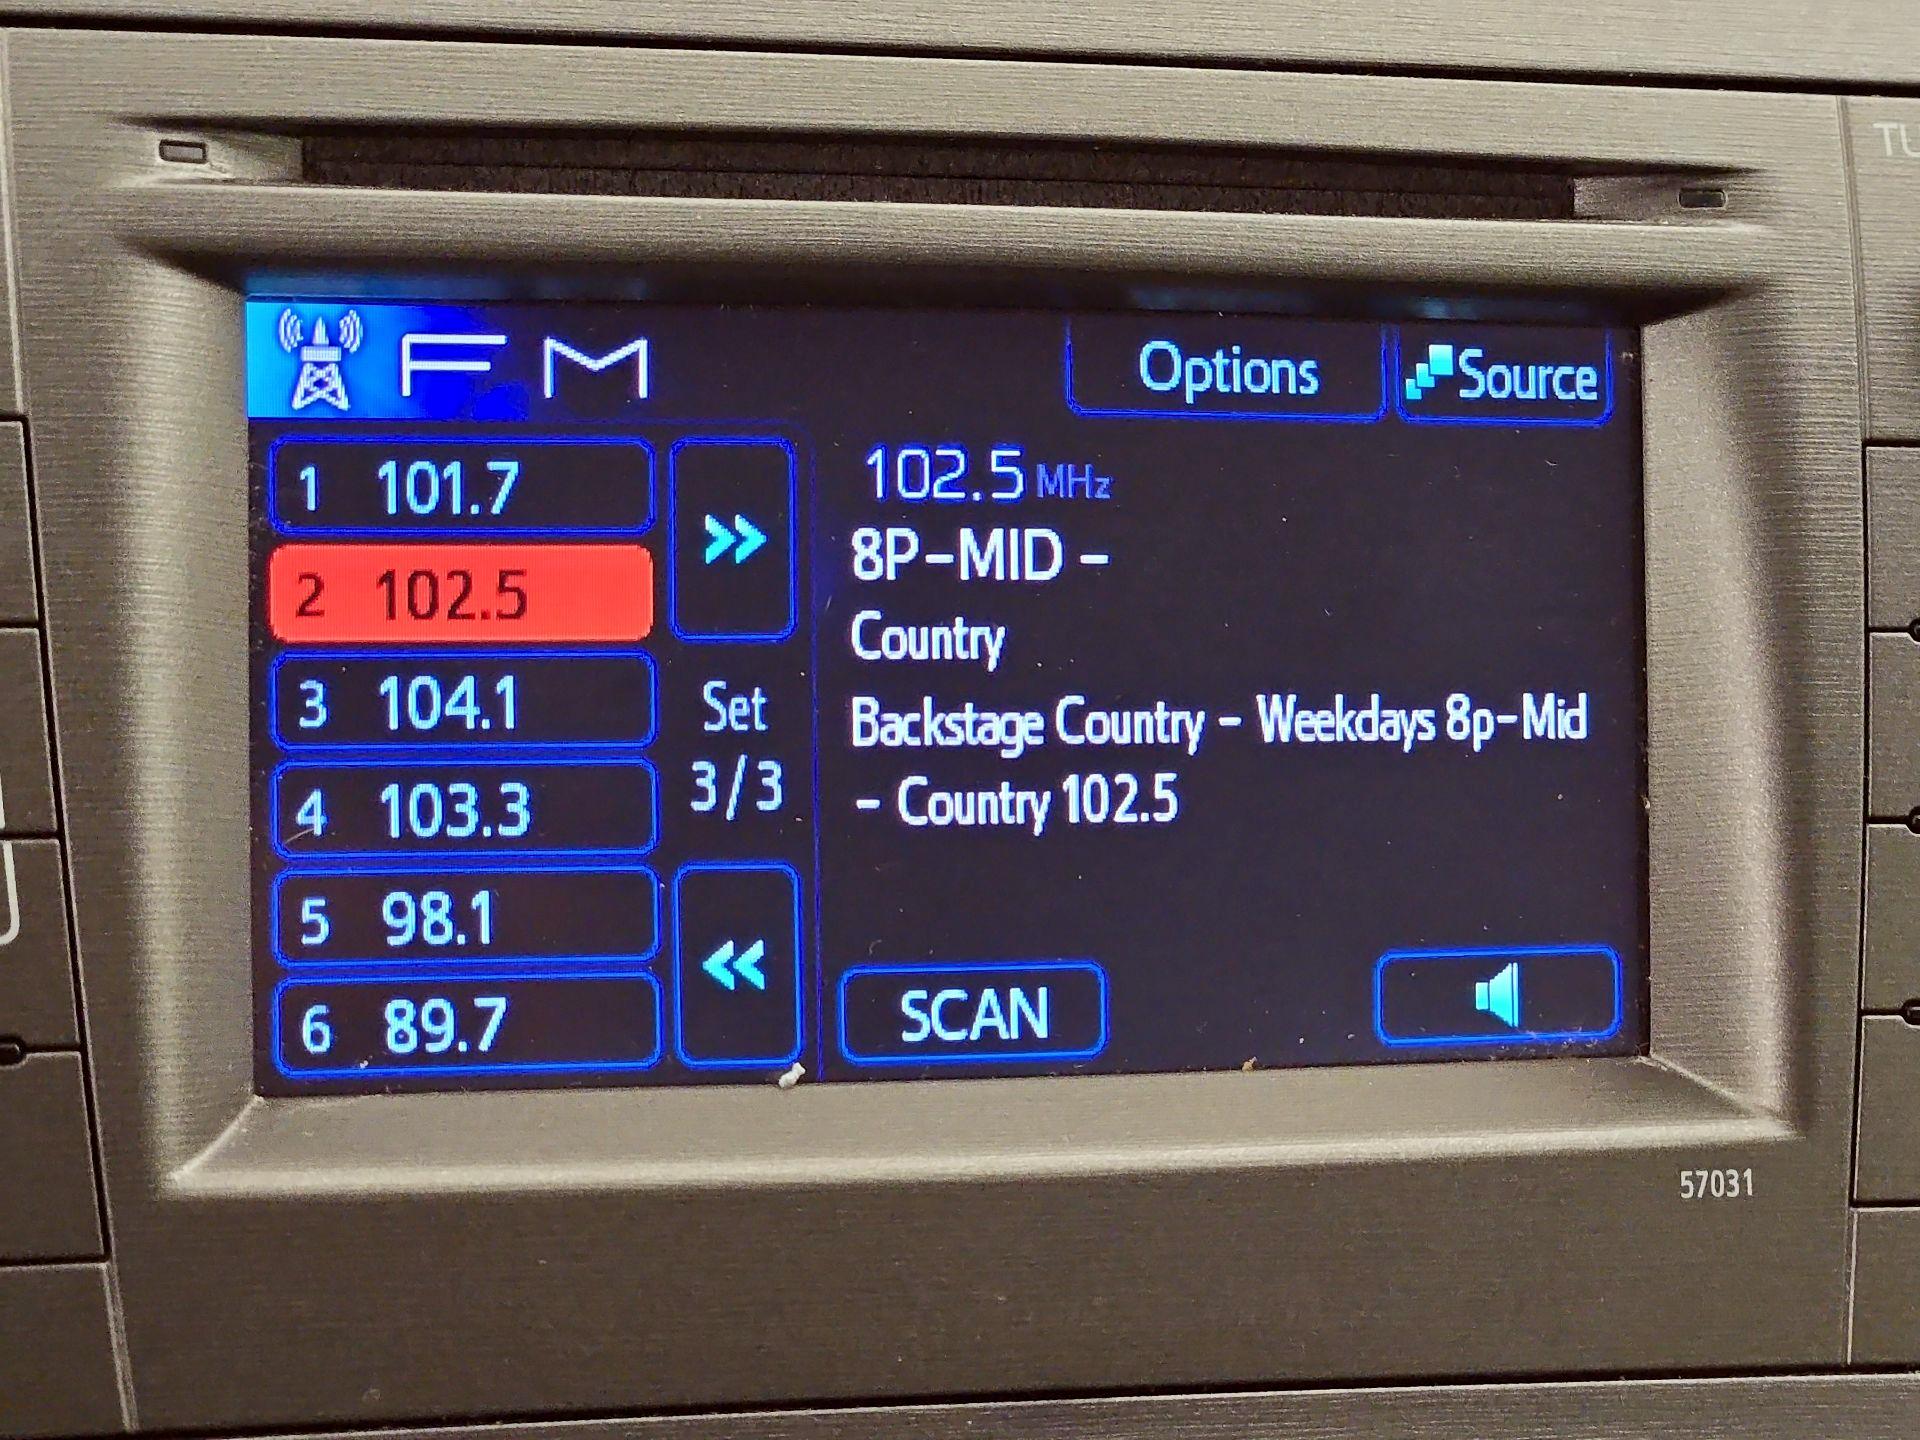 TU
FM
Options
Source
1 101.7
2 102.5
3 104.1
4 103.3
5 98.1
6 89.7
>>
Set
3/3
<<
102.5 MHz
8P-MID -
Country
Backstage Country - Weekdays 8p-Mid
- Country 102.5
SCAN
57031